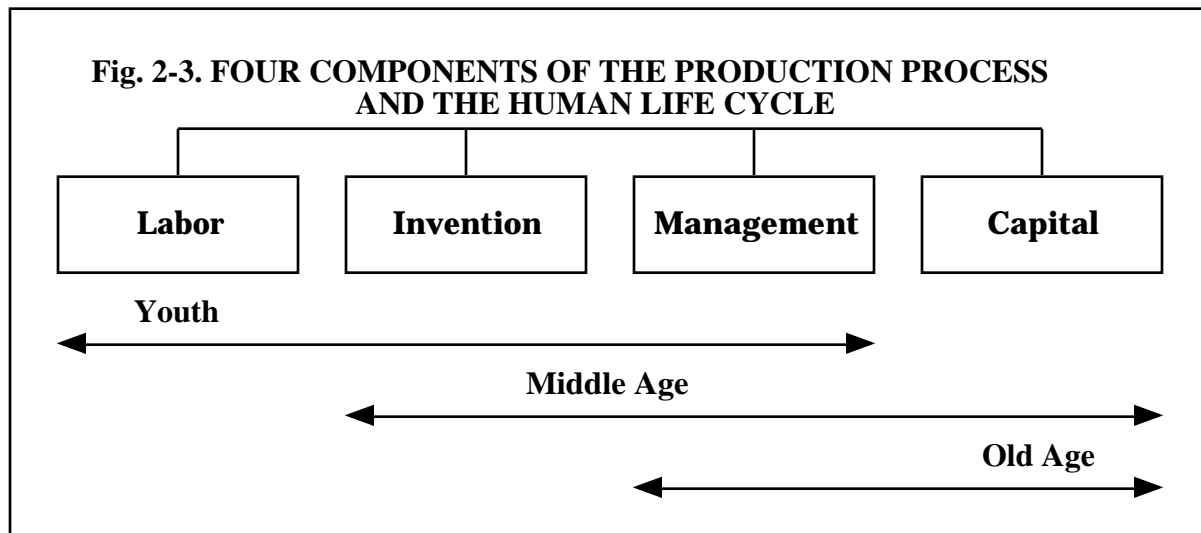 Fig. 2-3. FOUR COMPONENTS OF THE PRODUCTION PROCESS
AND THE HUMAN LIFE CYCLE
Labor
Invention
Management
Capital
Youth
Middle Age
Old Age